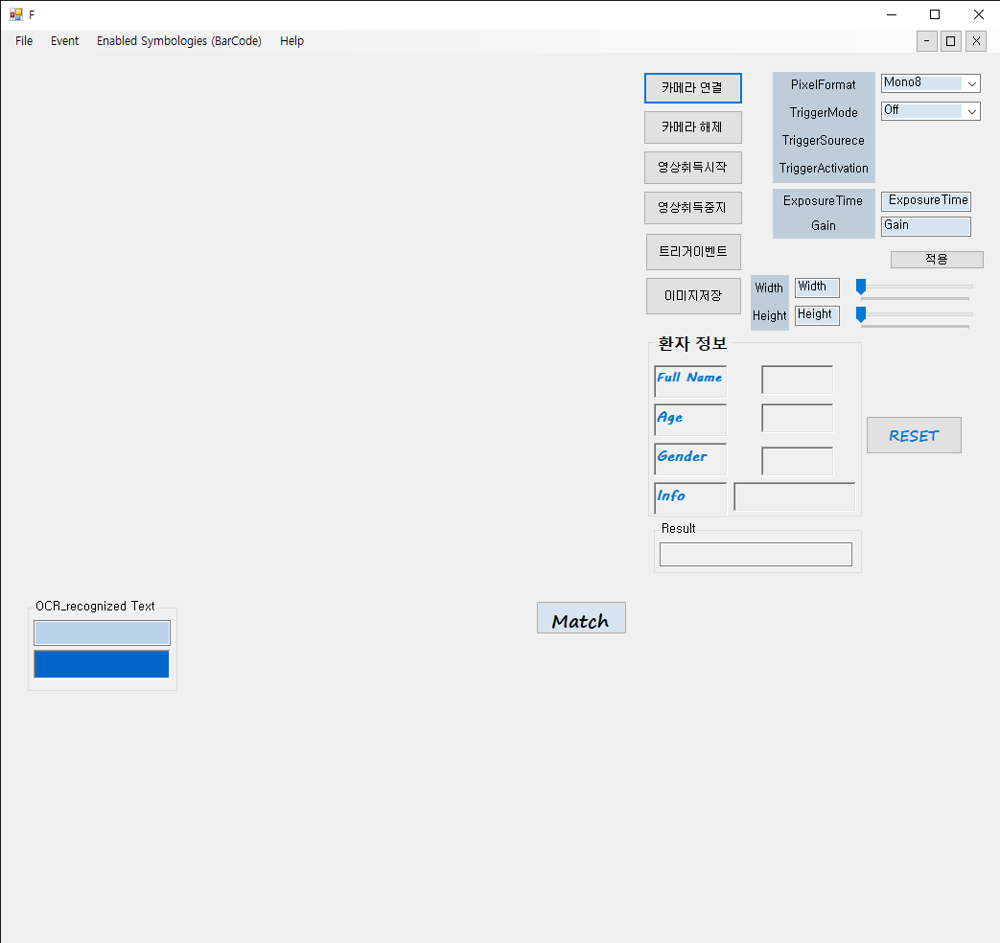 F
File Event Enabled Symbologies (BarCode) Help
- X
카메라 연결
카메라 해제
영상취득시작
영상취득중지
트리거이벤트
이미지저장
PixelFormat Mono8
TriggerMode Off
TriggerSourece
TriggerActivation
ExposureTime ExposureTime
Gain Gain
적용
Width Width
Height Height
환자 정보
Full Name
Age
Gender
Info
RESET
Result
OCR_recognized Text
Match